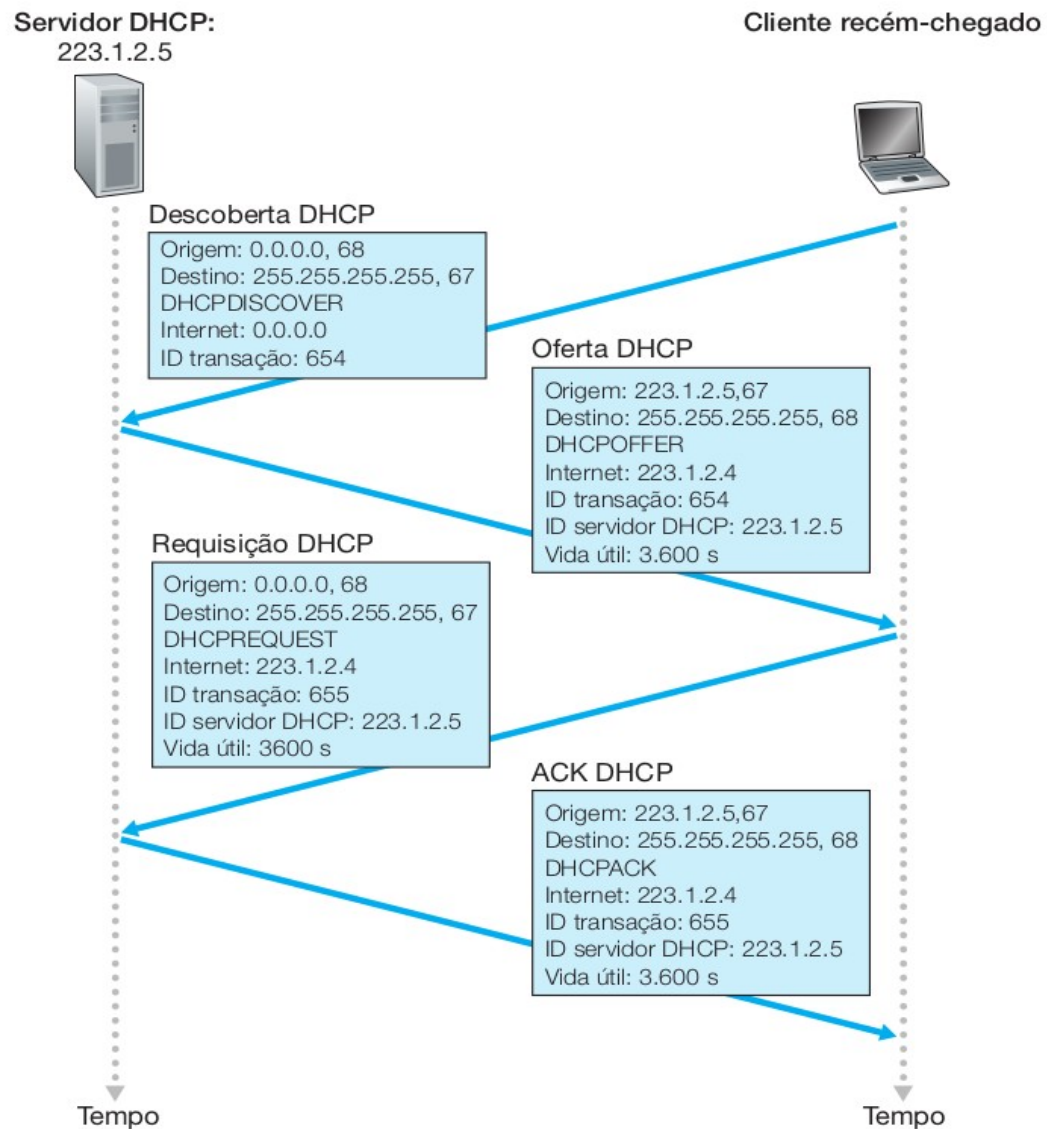 Servidor DHCP:
223.1.2.5
Cliente recém-chegado
Descoberta DHCP
Origem: 0.0.0.0, 68
Destino: 255.255.255.255, 67
DHCPDISCOVER
Internet: 0.0.0.0
ID transação: 654
Oferta DHCP
Origem: 223.1.2.5,67
Destino: 255.255.255.255, 68
DHCPOFFER
Internet: 223.1.2.4
ID transação: 654
ID servidor DHCP: 223.1.2.5
Vida útil: 3.600 s
Requisição DHCP
Origem: 0.0.0.0, 68
Destino: 255.255.255.255, 67
DHCPREQUEST
Internet: 223.1.2.4
ID transação: 655
ID servidor DHCP: 223.1.2.5
Vida útil: 3600 s
ACK DHCP
Origem: 223.1.2.5,67
Destino: 255.255.255.255, 68
DHCPACK
Internet: 223.1.2.4
ID transação: 655
ID servidor DHCP: 223.1.2.5
Vida útil: 3.600 s
Tempo
Tempo